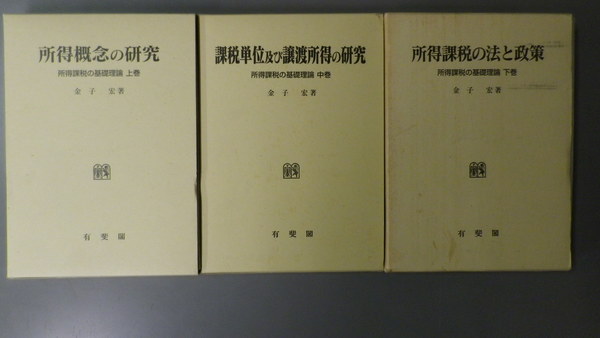 所得概念の研究
所得課税の基礎理論 上巻
金子 宏著
有斐閣
課税単位及び譲渡所得の研究
所得課税の基礎理論 中巻
金子 宏著
有斐閣
所得課税の法と政策
所得課税の基礎理論 下巻
金子 宏著
有斐閣